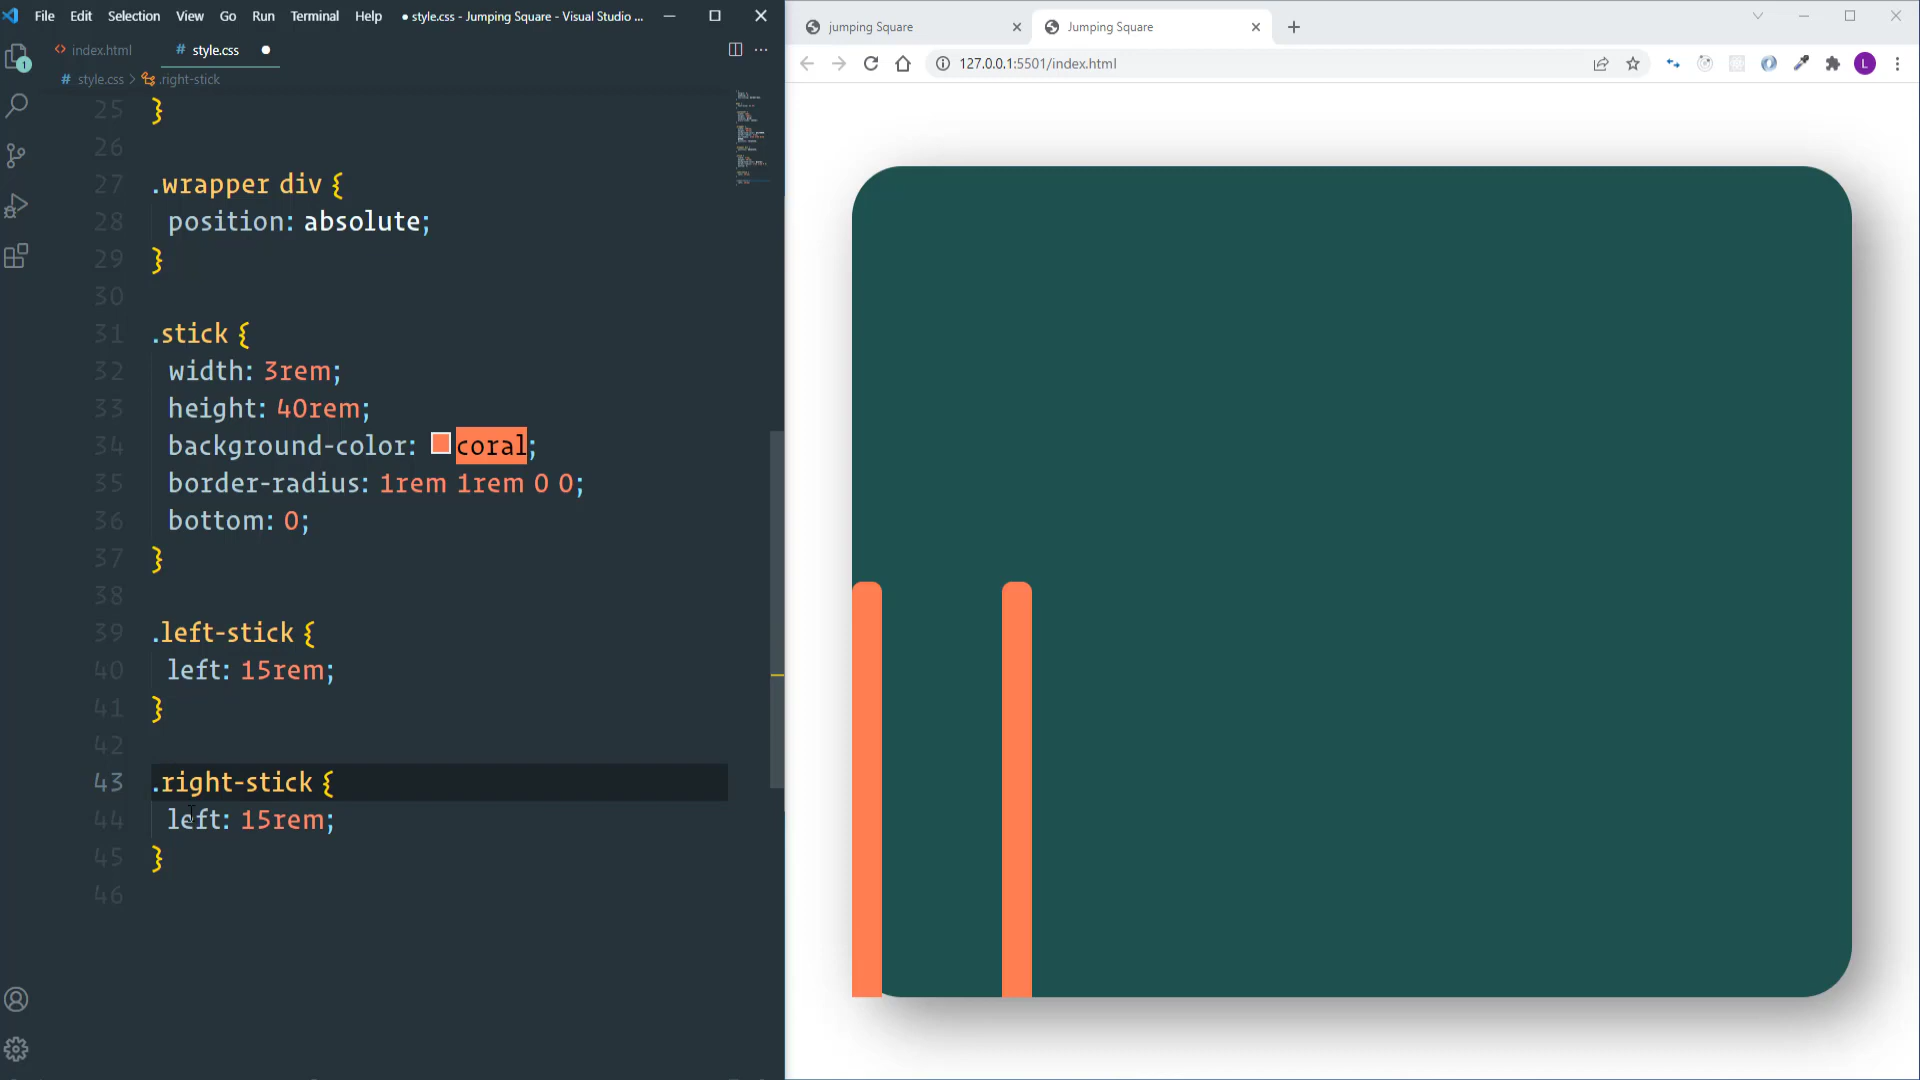 File Edit Selection View Go Run Terminal Help ● style.css - Jumping Square - Visual Studio ...
jumping Square
Jumping Square
index.html
# style.css
127.0.0.1:5501/index.html
L
1
# style.css > .right-stick
25 }
26
27 .wrapper div {
28 position: absolute;
29 }
30
31 .stick {
32 width: 3rem;
33 height: 40rem;
34 background-color: coral;
35 border-radius: 1rem 1rem 0 0;
36 bottom: 0;
37 }
38
39 .left-stick {
40 left: 15rem;
41 }
42
43 .right-stick {
44 left: 15rem;
45 }
46